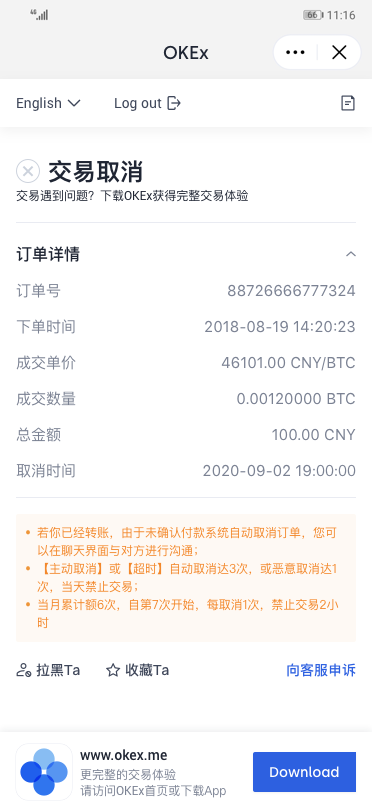 46 66 11:16
OKEx
English Log out
交易取消
交易遇到问题？下载OKEx获得完整交易体验
订单详情
订单号 88726666777324
下单时间 2018-08-19 14:20:23
成交单价 46101.00 CNY/BTC
成交数量 0.00120000 BTC
总金额 100.00 CNY
取消时间 2020-09-02 19:00:00
• 若你已经转账，由于未确认付款系统自动取消订单，您可
以在聊天界面与对方进行沟通；
• 【主动取消】或【超时】自动取消达3次，或恶意取消达1
次，当天禁止交易；
• 当月累计额6次，自第7次开始，每取消1次，禁止交易2小
时
拉黑Ta 收藏Ta 向客服申诉
www.okex.me
更完整的交易体验
请访问OKEx首页或下载App
Download